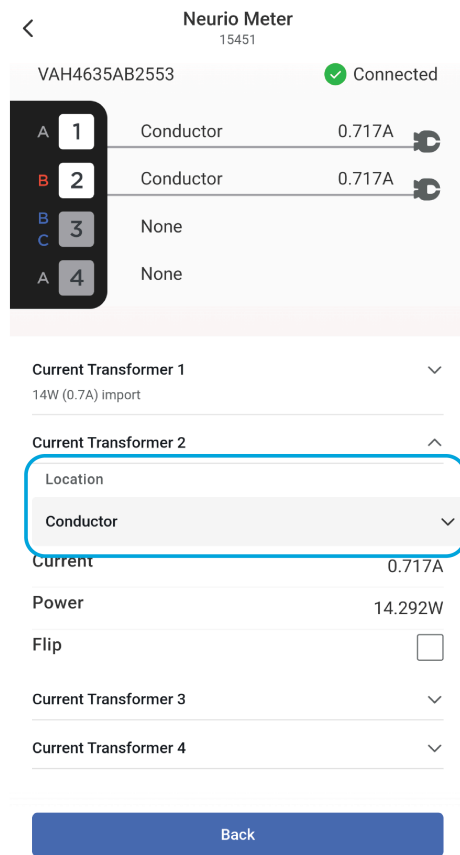 Neurio Meter
15451
VAH4635AB2553 Connected
A 1 Conductor 0.717A
B 2 Conductor 0.717A
B C 3 None
A 4 None
Current Transformer 1
14W (0.7A) import
Current Transformer 2
Location
Conductor
Current 0.717A
Power 14.292W
Flip
Current Transformer 3
Current Transformer 4
Back